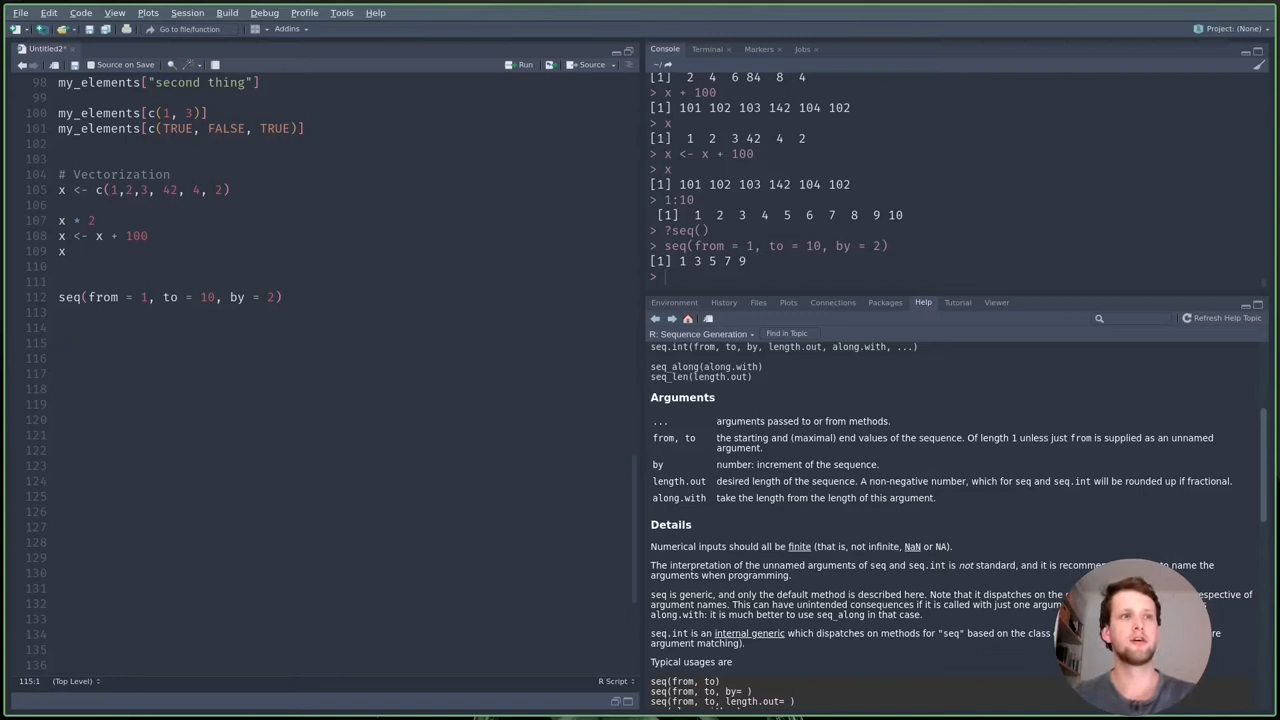 File Edit Code View Plots Session Build Debug Profile Tools Help
Go to file/function Addins Project: (None)
Untitled2*
Source on Save Run Source
98 my_elements["second thing"]
99
100 my_elements[c(1, 3)]
101 my_elements[c(TRUE, FALSE, TRUE)]
102
103
104 # Vectorization
105 x <- c(1,2,3, 42, 4, 2)
106
107 x * 2
108 x <- x + 100
109 x
110
111
112 seq(from = 1, to = 10, by = 2)
113
114
115
116
117
118
119
120
121
122
123
124
125
126
127
128
129
130
131
132
133
134
135
136
115:1 (Top Level) R Script
Console Terminal Markers Jobs
~/
[1] 2 4 6 84 8 4
> x + 100
[1] 101 102 103 142 104 102
> x
[1] 1 2 3 42 4 2
> x <- x + 100
> x
[1] 101 102 103 142 104 102
> 1:10
[1] 1 2 3 4 5 6 7 8 9 10
> ?seq()
> seq(from = 1, to = 10, by = 2)
[1] 1 3 5 7 9
>
Environment History Files Plots Connections Packages Help Tutorial Viewer
Refresh Help Topic
R: Sequence Generation Find in Topic
seq.int(from, to, by, length.out, along.with, ...)
seq_along(along.with)
seq_len(length.out)
Arguments
... arguments passed to or from methods.
from, to the starting and (maximal) end values of the sequence. Of length 1 unless just from is supplied as an unnamed
argument.
by number: increment of the sequence.
length.out desired length of the sequence. A non-negative number, which for seq and seq.int will be rounded up if fractional.
along.with take the length from the length of this argument.
Details
Numerical inputs should all be finite (that is, not infinite, NaN or NA).
The interpretation of the unnamed arguments of seq and seq.int is not standard, and it is recomme to name the
arguments when programming.
seq is generic, and only the default method is described here. Note that it dispatches on the espective of
argument names. This can have unintended consequences if it is called with just one argum
along.with: it is much better to use seq_along in that case.
seq.int is an internal generic which dispatches on methods for "seq" based on the class re
argument matching).
Typical usages are
seq(from, to)
seq(from, to, by= )
seq(from, to, length.out= )